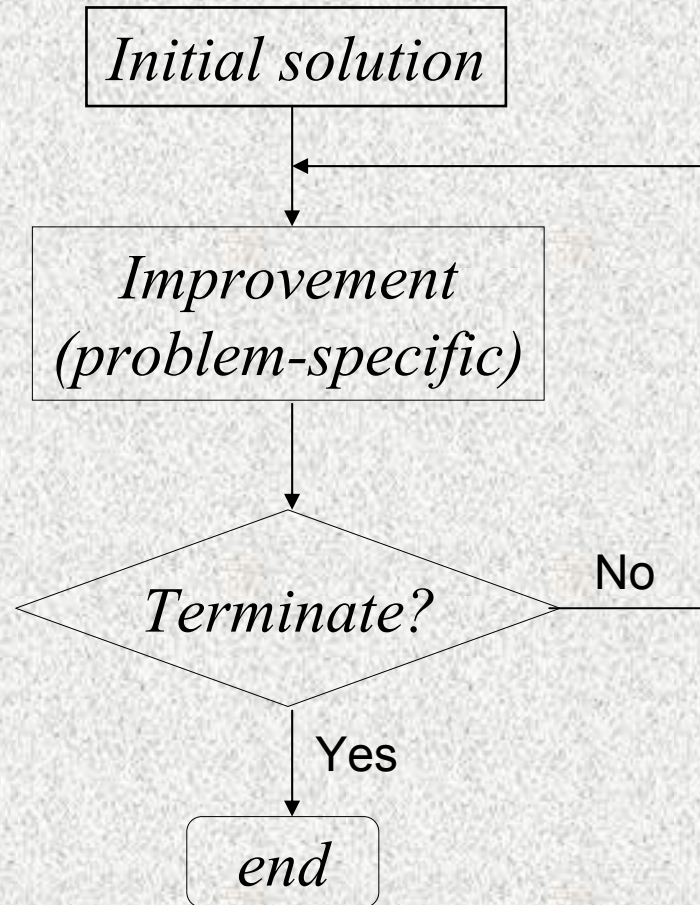 Initial solution
Improvement
(problem-specific)
Terminate?
No
Yes
end